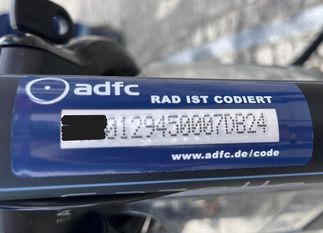 adfc
RAD IST CODIERT
0129450007DB24
www.adfc.de/code